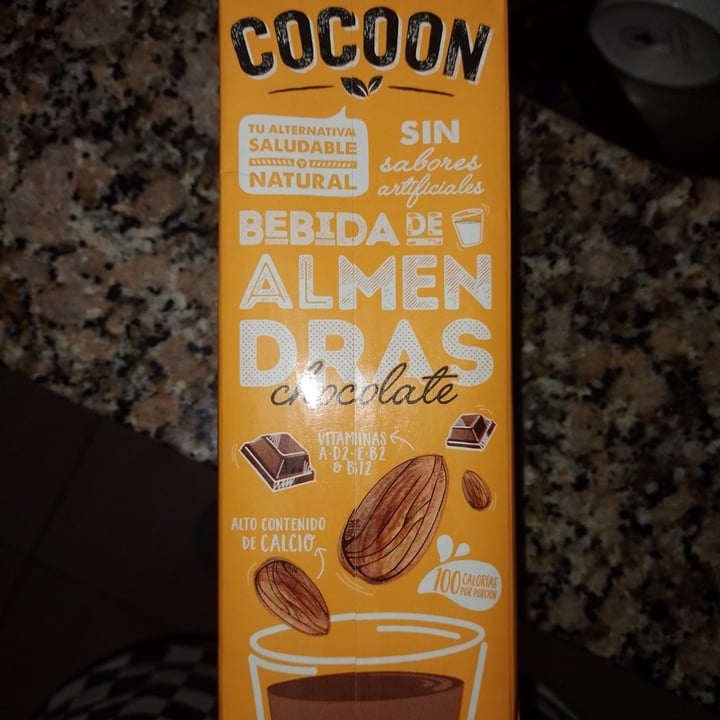 COCOON
TU ALTERNATIVA
SALUDABLE
Y
NATURAL
SIN
sabores
artificiales
BEBIDA DE
ALMEN
DRAS
chocolate
VITAMINAS
A·D2·E·B2
& B12
ALTO CONTENIDO
DE CALCIO
100 CALORÍAS
POR PORCIÓN